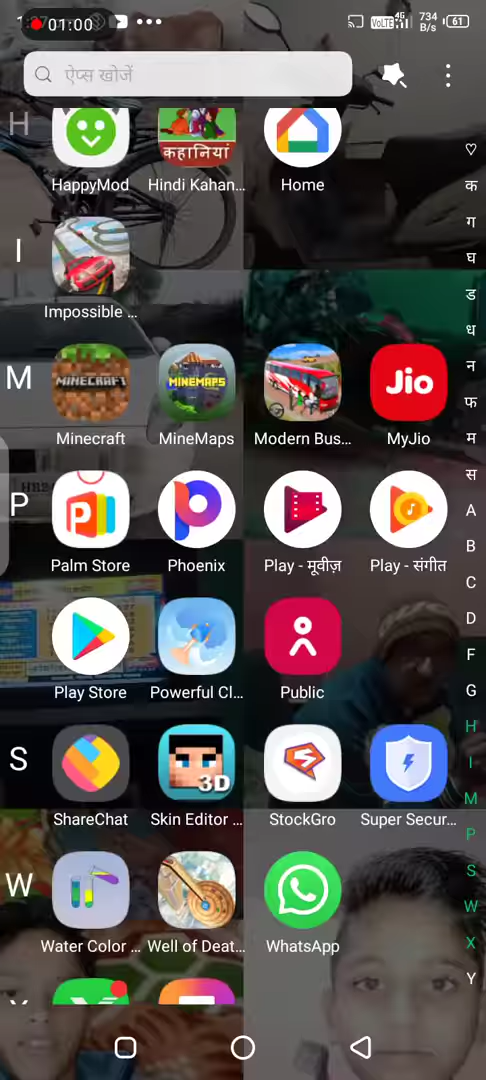 01:00
VoLTE 4G 734 B/s 61
ऐप्स खोजें
H
HappyMod Hindi Kahan... Home
कहानियां
I
Impossible ...
M
MINECRAFT MINEMAPS Jio
Minecraft MineMaps Modern Bus... MyJio
P
Palm Store Phoenix Play - मूवीज़ Play - संगीत
Play Store Powerful Cl... Public
S
3D
ShareChat Skin Editor ... StockGro Super Secur...
W
Water Color ... Well of Deat... WhatsApp
क
ग
घ
ड
ध
न
फ
म
स
A
B
C
D
F
G
H
I
M
P
S
W
X
Y